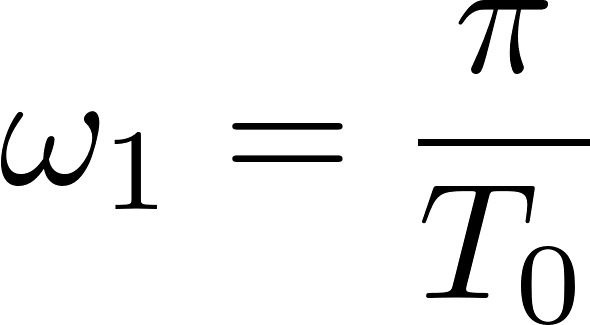 ω₁ = π/T₀